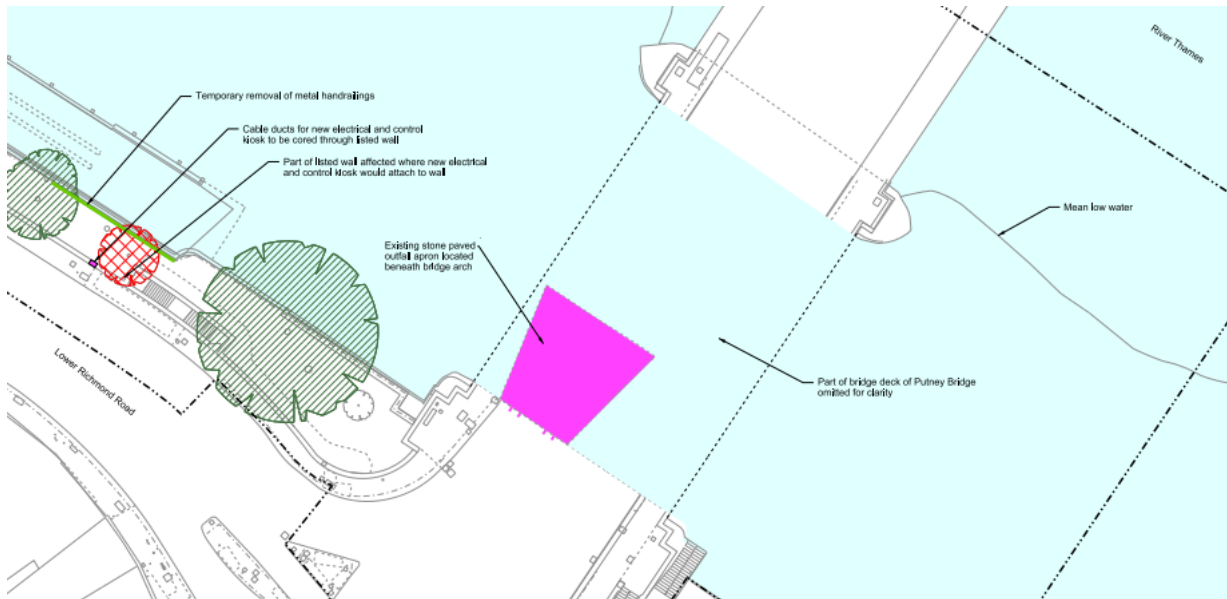 River Thames
Temporary removal of metal handrailings
Cable ducts for new electrical and control
kiosk to be cored through listed wall
Part of listed wall affected where new electrical
and control kiosk would attach to wall
Mean low water
Existing stone paved
outfall apron located
beneath bridge arch
Lower Richmond Road
Part of bridge deck of Putney Bridge
omitted for clarity